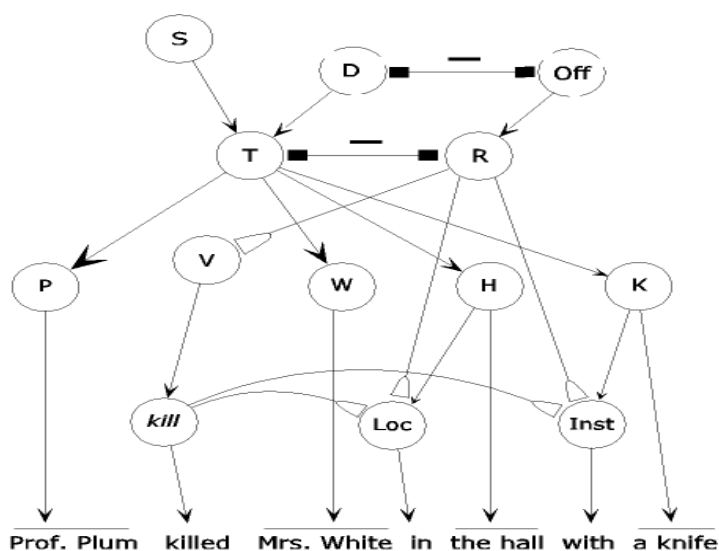 S
D
Off
T
R
V
P
W
H
K
kill
Loc
Inst
Prof. Plum killed Mrs. White in the hall with a knife